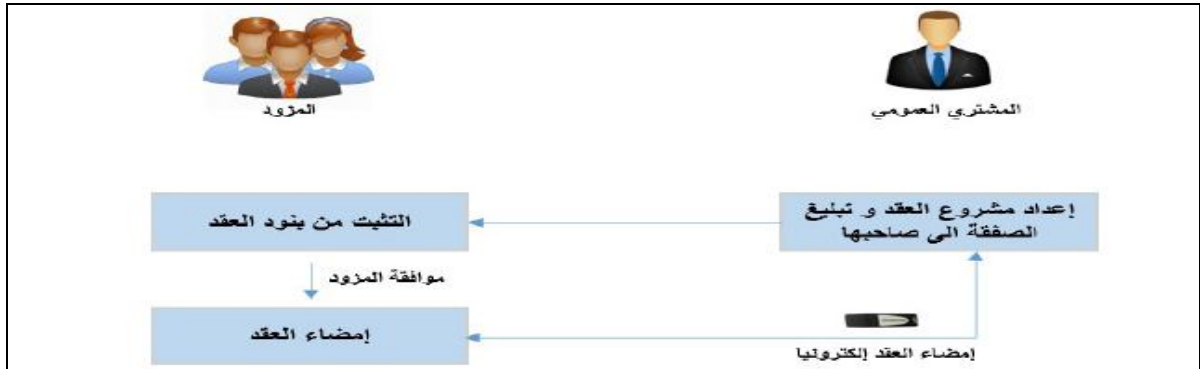 المشتري العمومي
المزود
إعداد مشروع العقد و تبليغ
الصفقة الى صاحبها
التثبت من بنود العقد
موافقة المزود
إمضاء العقد
إمضاء العقد إلكترونيا